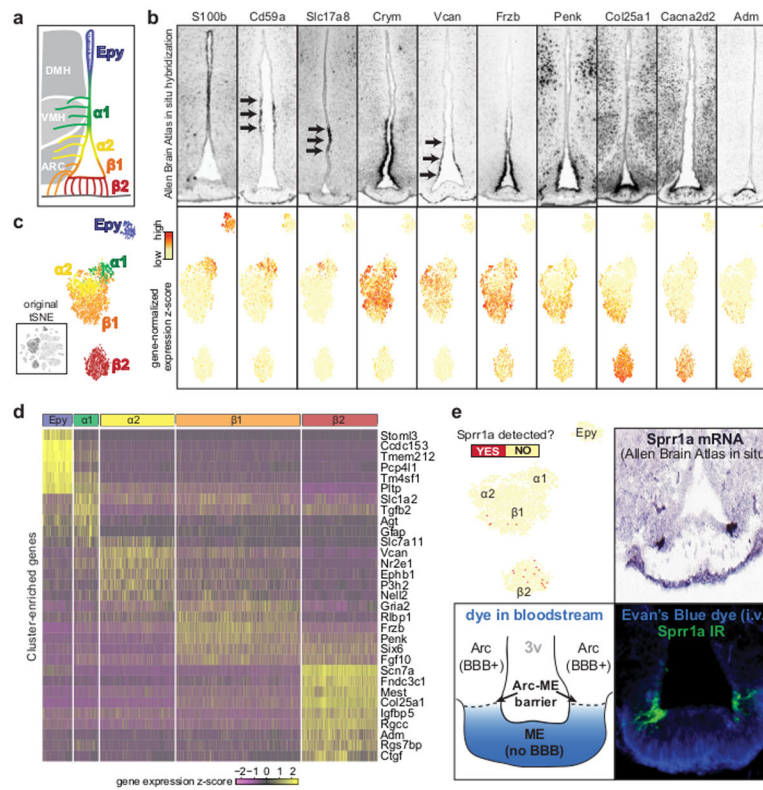 a
Epy
DMH
VMH
ARC
α1
α2
β1
β2
b
S100b Cd59a Slc17a8 Crym Vcan Frzb Penk Col25a1 Cacna2d2 Adm
Allen Brain Atlas in situ hybridization
c
Epy
α2
α1
β1
β2
original
tSNE
low high
gene-normalized
expression z-score
d
Epy α1 α2 β1 β2
Cluster-enriched genes
Stoml3
Ccdc153
Tmem212
Pcp4l1
Tm4sf1
Pltp
Slc1a2
Tgfb2
Agt
Gfap
Slc7a11
Vcan
Nr2e1
Ephb1
P3h2
Nell2
Gria2
Rlbp1
Frzb
Penk
Six6
Fgf10
Scn7a
Fndc3c1
Mest
Col25a1
Igfbp5
Rgcc
Adm
Rgs7bp
Ctgf
gene expression z-score −2 −1 0 1 2
e
Sprr1a detected?
YES NO
Epy
α1
α2
β1
β2
Sprr1a mRNA
(Allen Brain Atlas in situ
dye in bloodstream
Arc
(BBB+)
3v
Arc
(BBB+)
Arc-ME
barrier
ME
(no BBB)
Evan's Blue dye (i.v.
Sprr1a IR